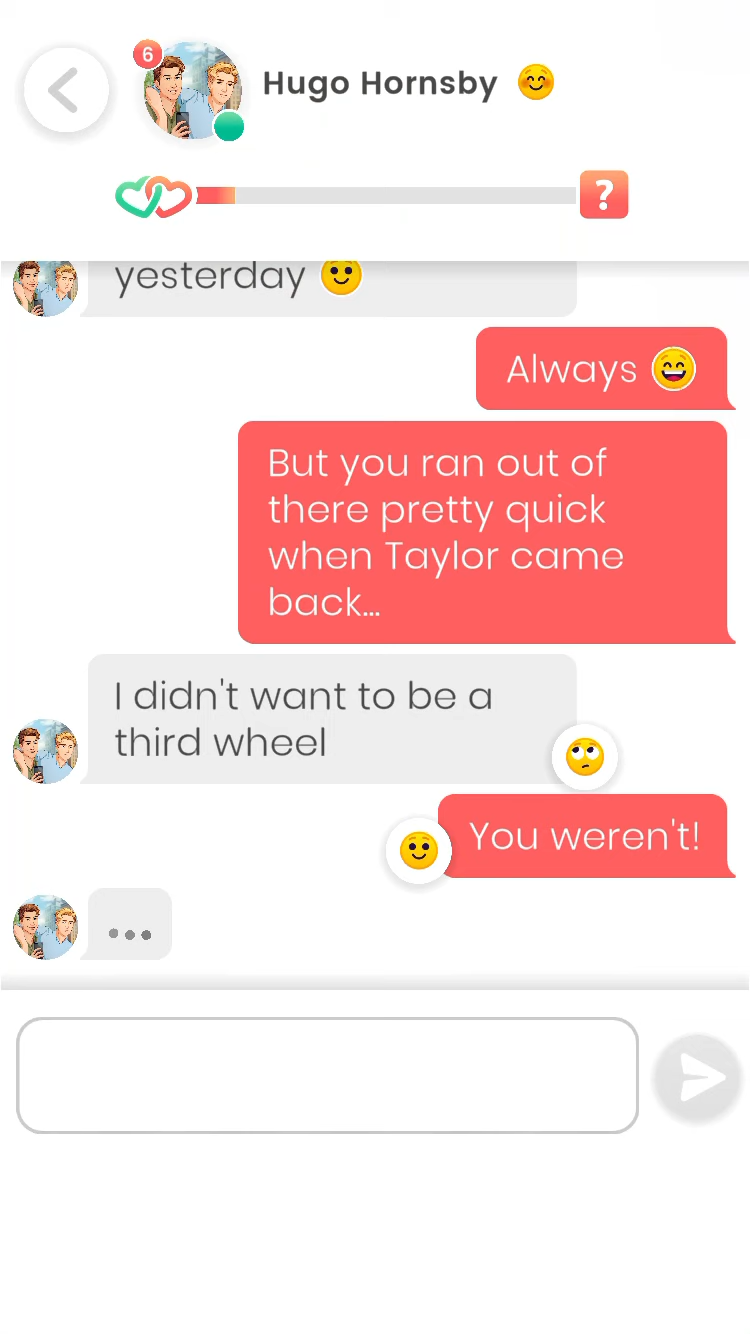 6
Hugo Hornsby 😊
?
yesterday 🙂
Always 😄
But you ran out of
there pretty quick
when Taylor came
back...
I didn't want to be a
third wheel
🙄
You weren't!
🙂
...